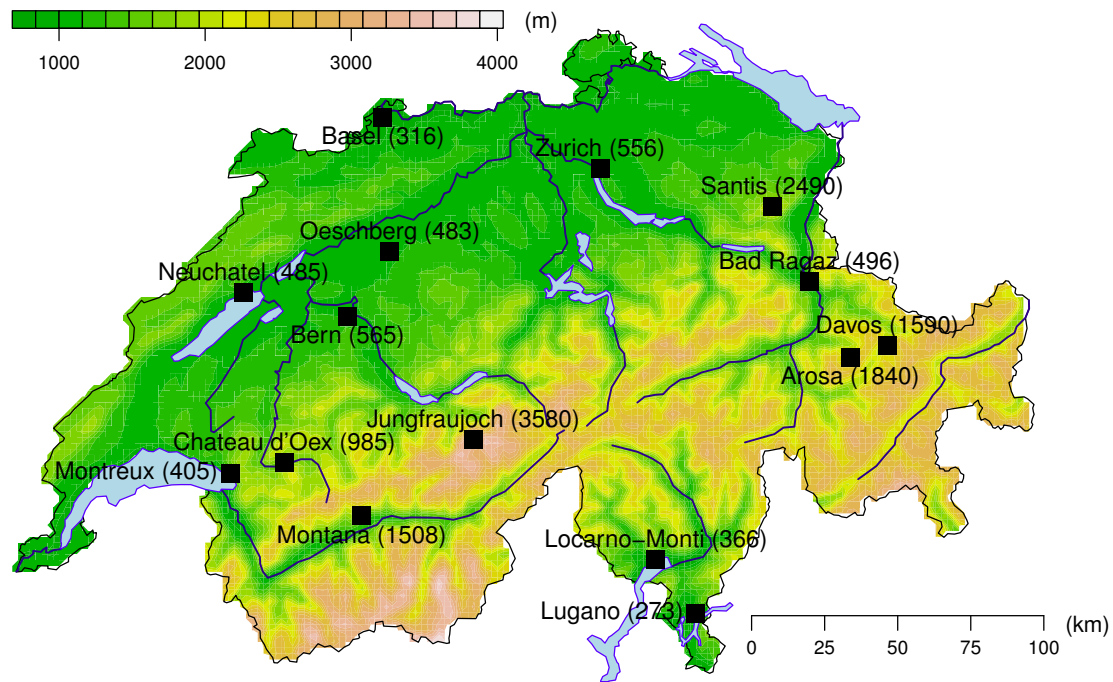 (m)
1000 2000 3000 4000
Basel (316)
Zurich (556)
Santis (2490)
Oeschberg (483)
Bad Ragaz (496)
Neuchatel (485)
Davos (1590)
Bern (565)
Arosa (1840)
Jungfraujoch (3580)
Chateau d'Oex (985)
Montreux (405)
Montana (1508)
Locarno−Monti (366)
Lugano (273)
(km)
0 25 50 75 100